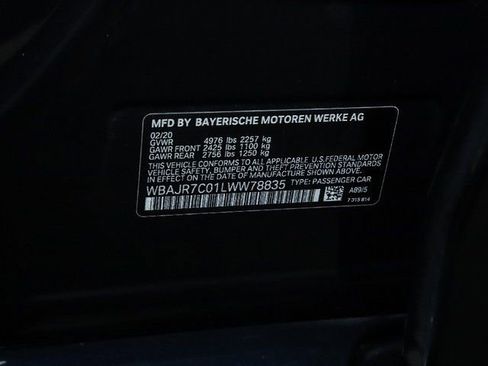 MFD BY BAYERISCHE MOTOREN WERKE AG
02/20
GVWR 4976 lbs 2257 kg
GAWR FRONT 2425 lbs 1100 kg
GAWR REAR 2756 lbs 1250 kg
THIS VEHICLE CONFORMS TO ALL APPLICABLE U.S.FEDERAL MOTOR
VEHICLE SAFETY, BUMPER, AND THEFT PREVENTION STANDARDS
IN EFFECT ON THE DATE OF MANUFACTURE SHOWN ABOVE.
WBAJR7C01LWW78835 TYPE: PASSENGER CAR
A89/5
7 315 814